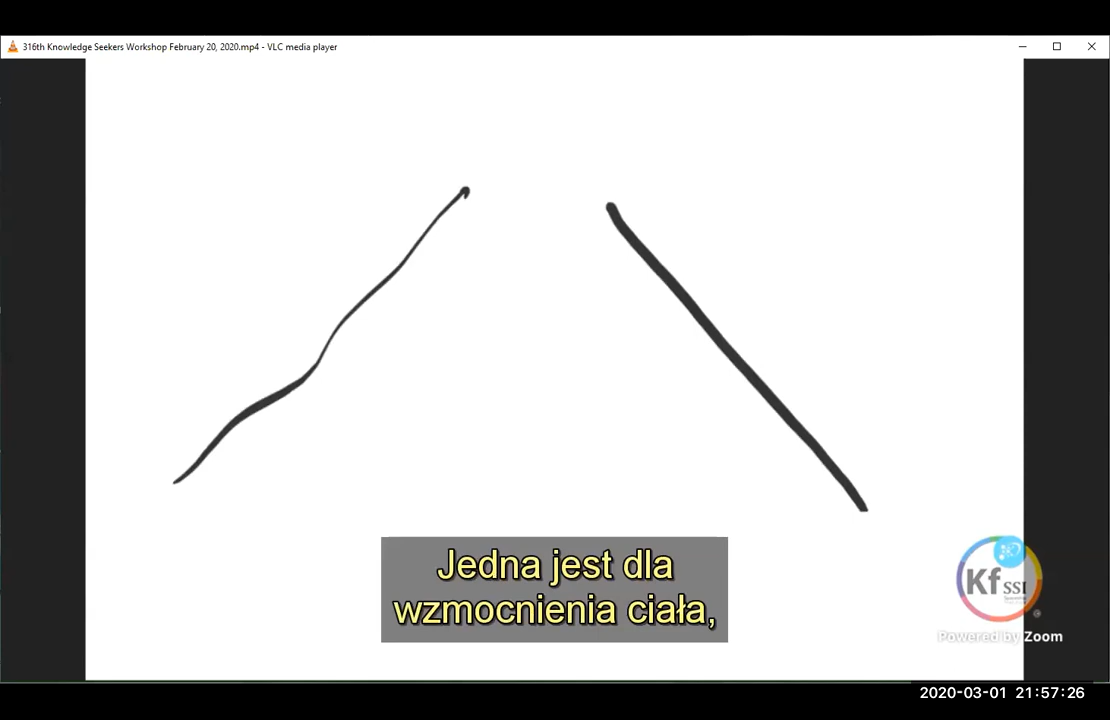 316th Knowledge Seekers Workshop February 20, 2020.mp4 - VLC media player
Jedna jest dla
wzmocnienia ciała,
Kf SSI
Powered by Zoom
2020-03-01 21:57:26